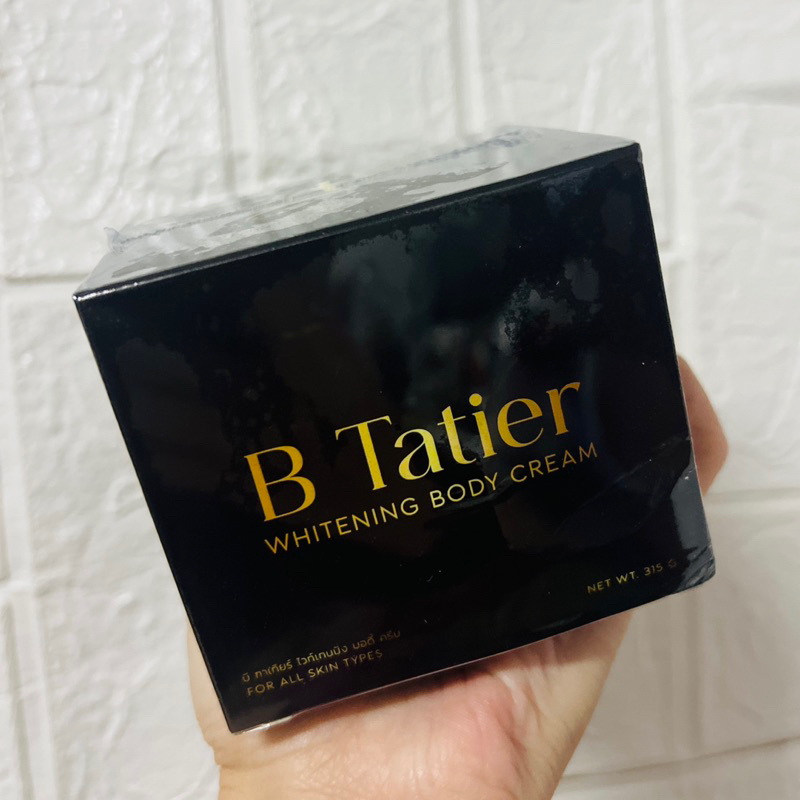 B Tatier
WHITENING BODY CREAM
NET WT. 315 G
บี ทาเทียร์ ไวท์เทนนิ่ง บอดี้ ครีม
FOR ALL SKIN TYPES